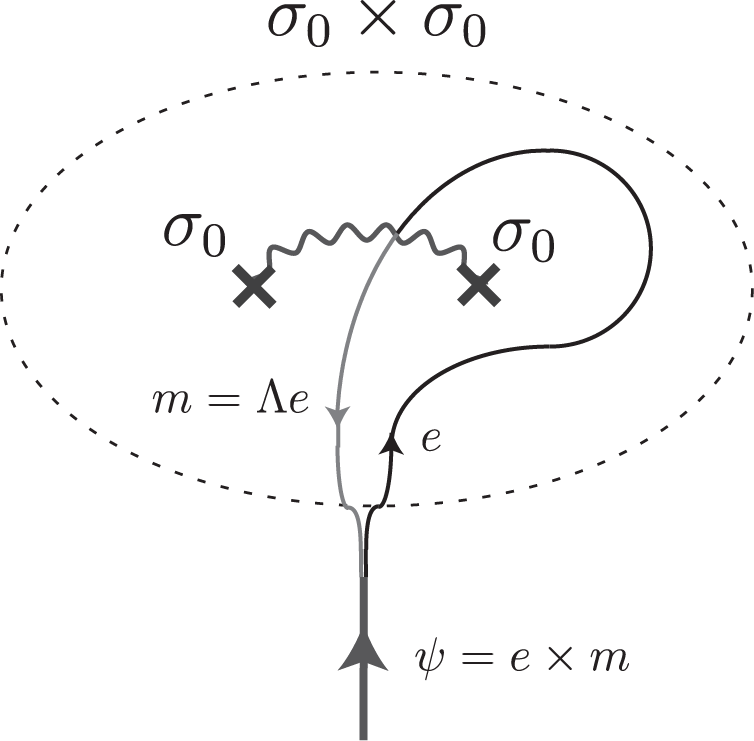 σ₀ × σ₀
σ₀
σ₀
m = Λe
e
ψ = e × m